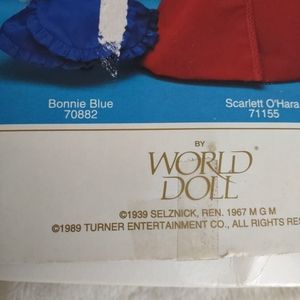 Bonnie Blue
70882
Scarlett O'Hara
71155
BY
WORLD
DOLL®
©1939 SELZNICK, REN. 1967 M G M
©1989 TURNER ENTERTAINMENT CO., ALL RIGHTS RES